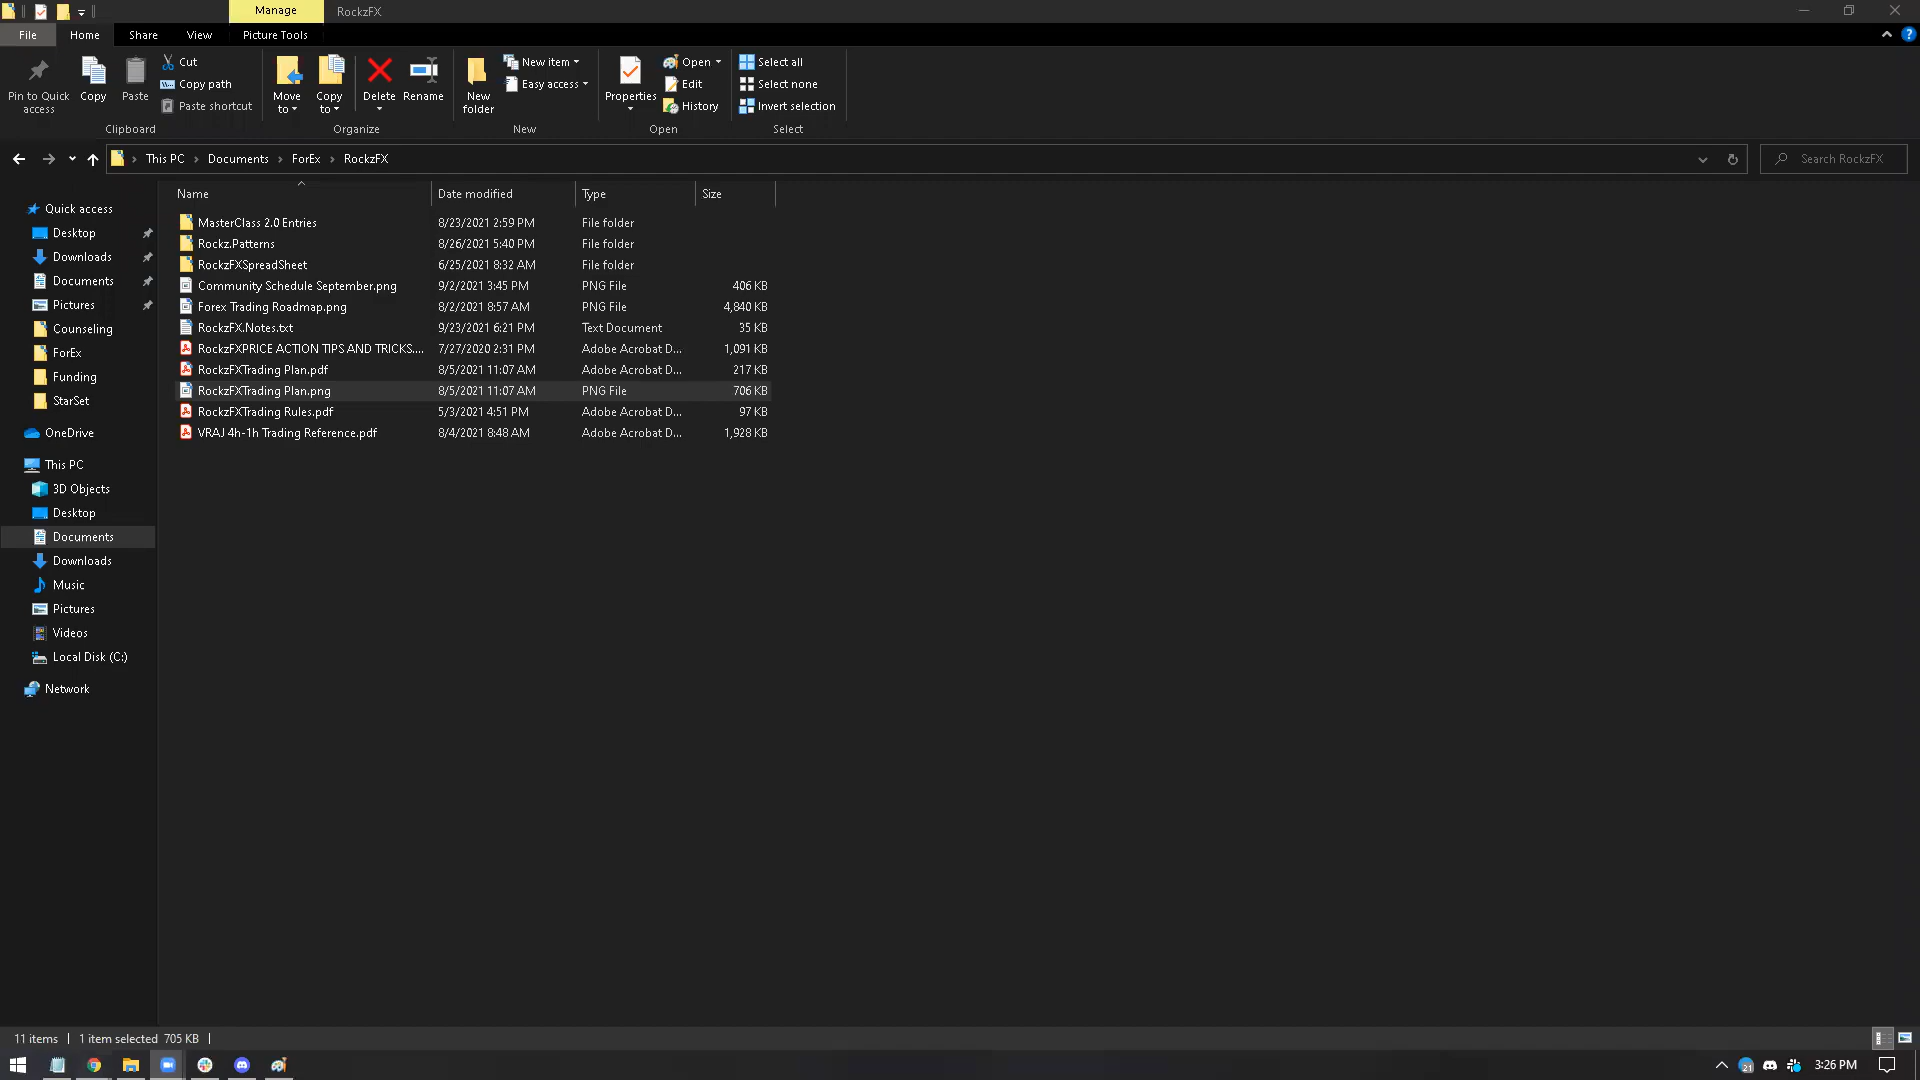 Manage
RockzFX
File
Home
Share
View
Picture Tools
Pin to Quick access
Copy
Paste
Cut
Copy path
Paste shortcut
Clipboard
Move to
Copy to
Delete
Rename
Organize
New folder
New item
Easy access
New
Properties
Open
Edit
History
Open
Select all
Select none
Invert selection
Select
This PC
Documents
ForEx
RockzFX
Search RockzFX
Name
Date modified
Type
Size
MasterClass 2.0 Entries 8/23/2021 2:59 PM File folder
Rockz.Patterns 8/26/2021 5:40 PM File folder
RockzFXSpreadSheet 6/25/2021 8:32 AM File folder
Community Schedule September.png 9/2/2021 3:45 PM PNG File 406 KB
Forex Trading Roadmap.png 8/2/2021 8:57 AM PNG File 4,840 KB
RockzFX.Notes.txt 9/23/2021 6:21 PM Text Document 35 KB
RockzFXPRICE ACTION TIPS AND TRICKS.... 7/27/2020 2:31 PM Adobe Acrobat D... 1,091 KB
RockzFXTrading Plan.pdf 8/5/2021 11:07 AM Adobe Acrobat D... 217 KB
RockzFXTrading Plan.png 8/5/2021 11:07 AM PNG File 706 KB
RockzFXTrading Rules.pdf 5/3/2021 4:51 PM Adobe Acrobat D... 97 KB
VRAJ 4h-1h Trading Reference.pdf 8/4/2021 8:48 AM Adobe Acrobat D... 1,928 KB
Quick access
Desktop
Downloads
Documents
Pictures
Counseling
ForEx
Funding
StarSet
OneDrive
This PC
3D Objects
Desktop
Documents
Downloads
Music
Pictures
Videos
Local Disk (C:)
Network
11 items
1 item selected 705 KB
21
3:26 PM